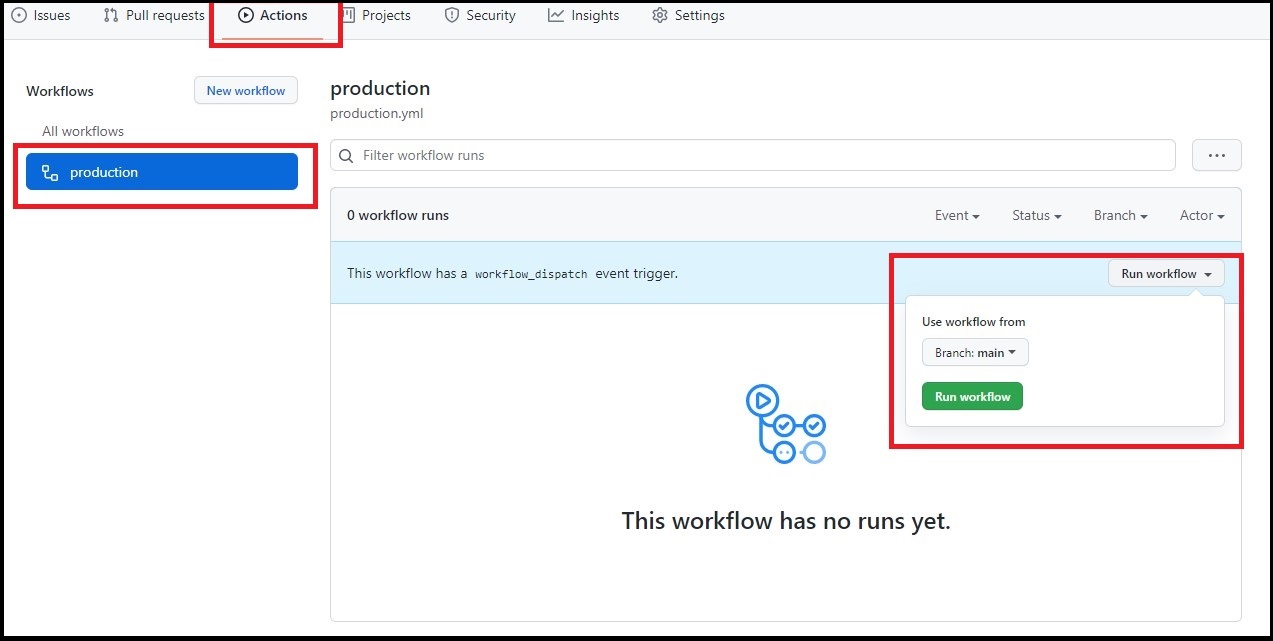 Issues Pull requests Actions Projects Security Insights Settings
Workflows New workflow
All workflows
production
production
production.yml
Filter workflow runs
0 workflow runs Event Status Branch Actor
This workflow has a workflow_dispatch event trigger. Run workflow
Use workflow from
Branch: main
Run workflow
This workflow has no runs yet.